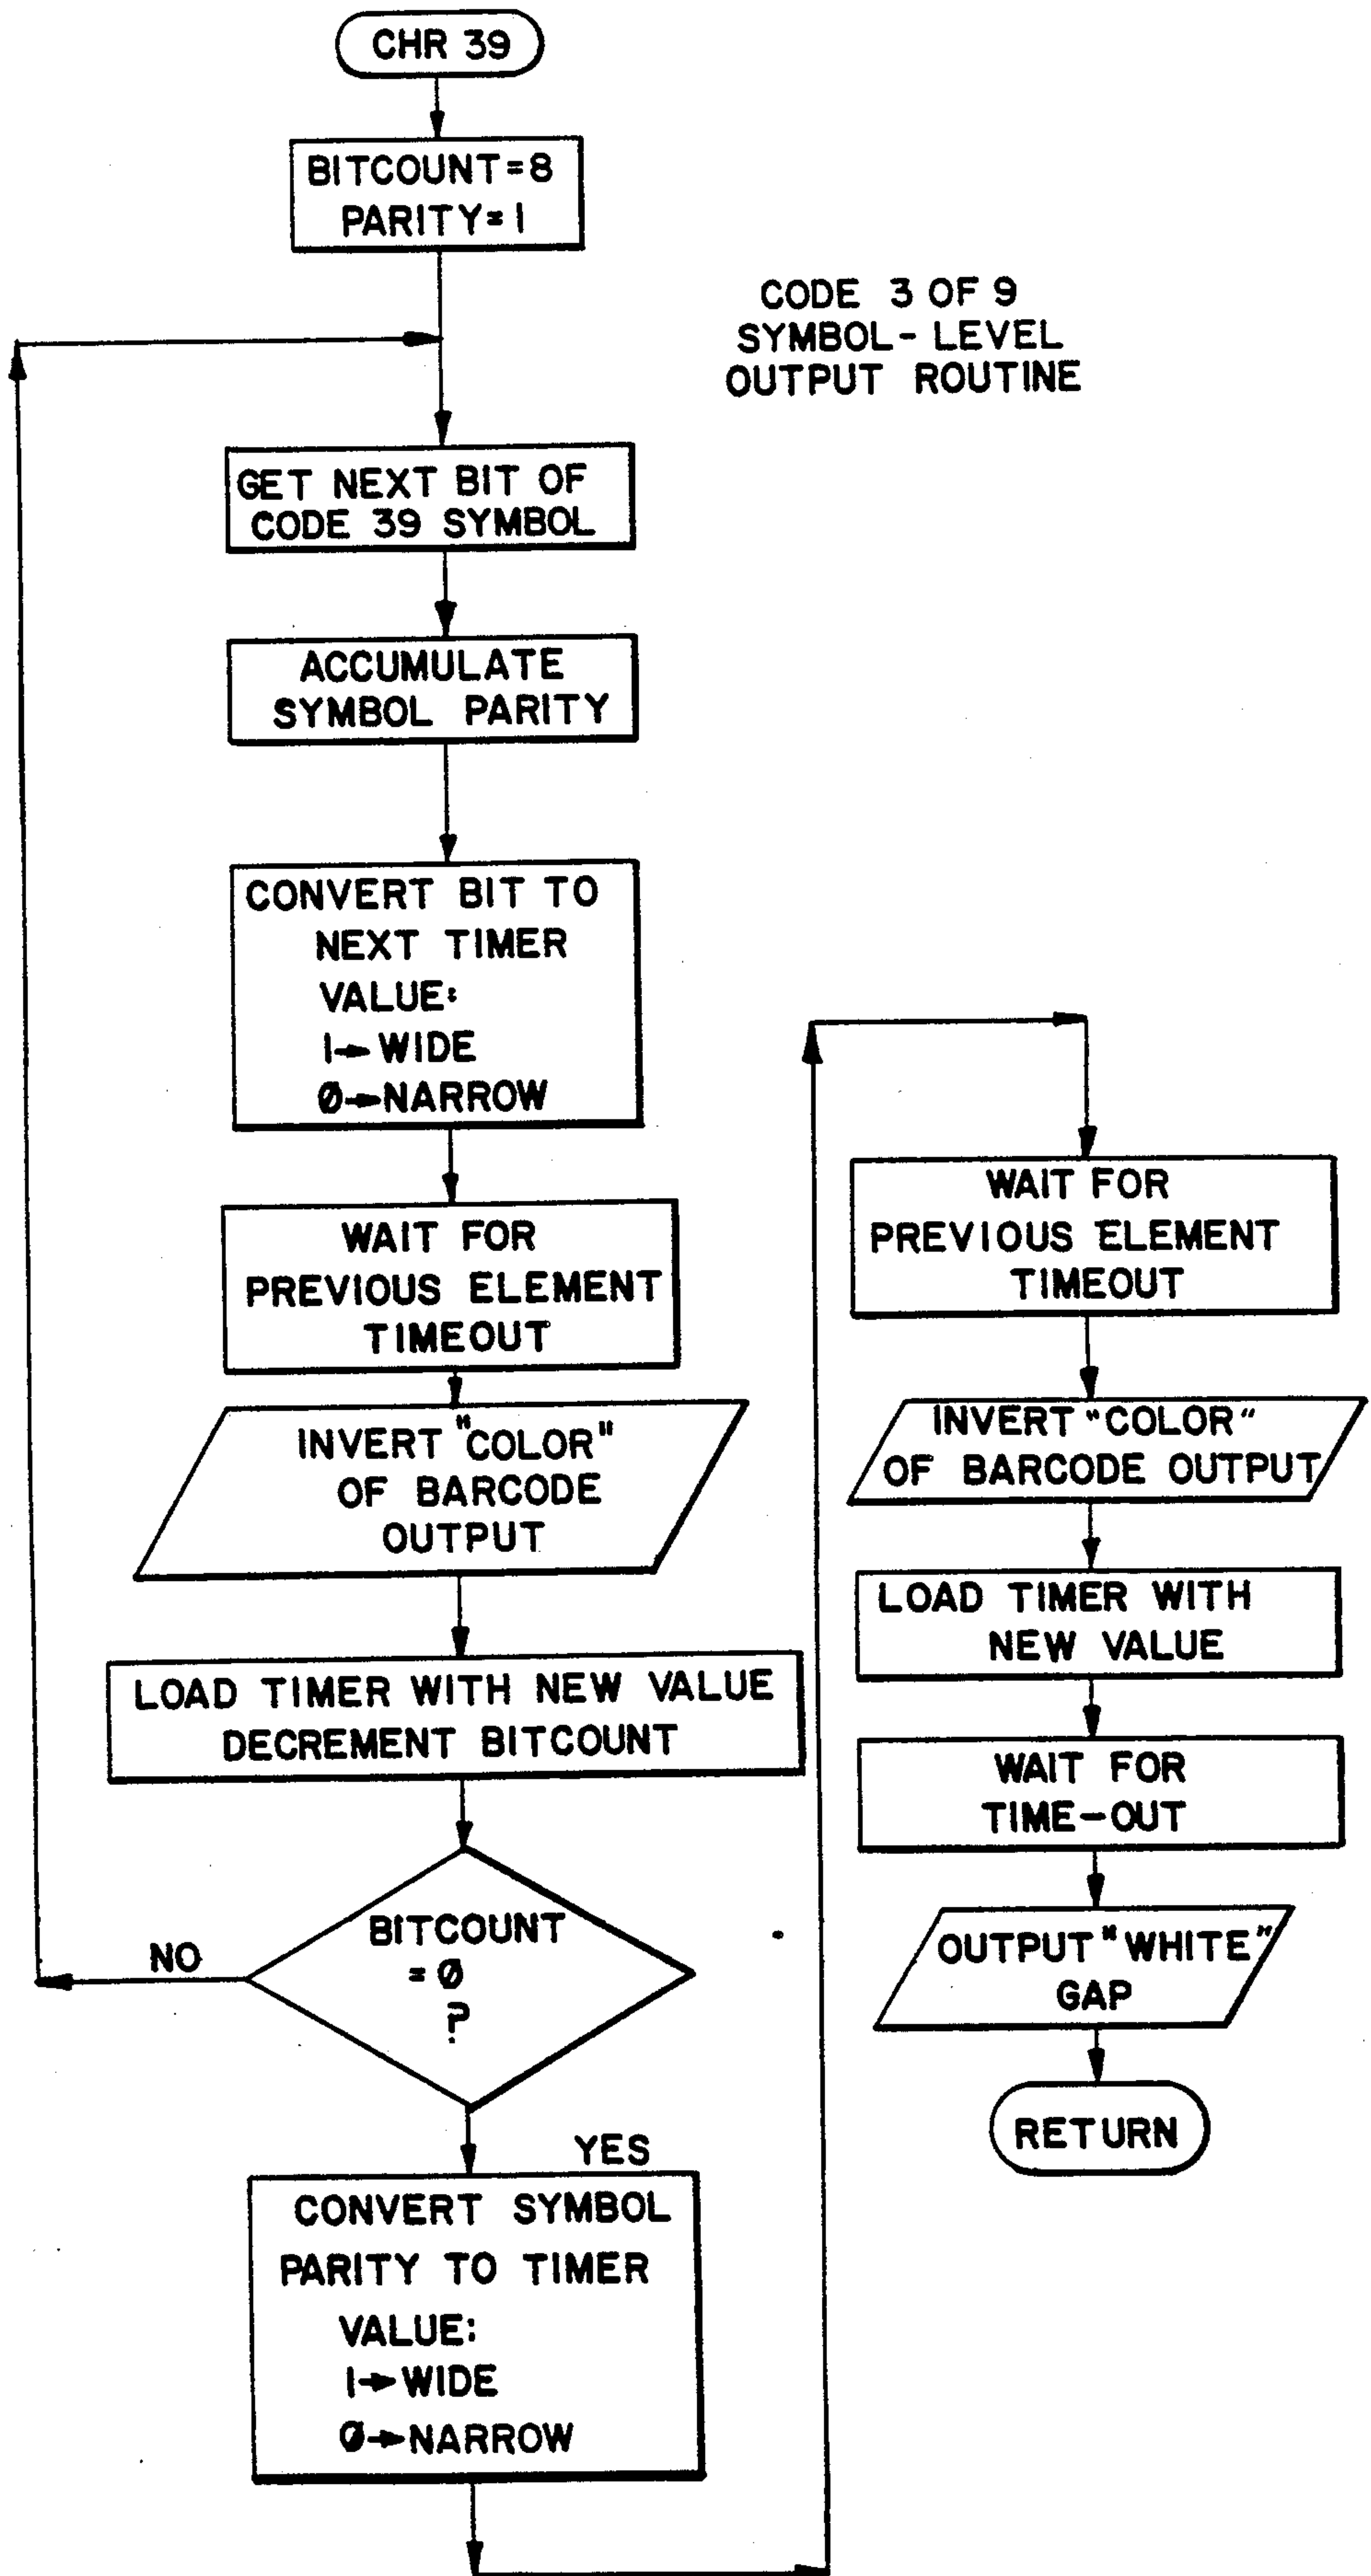 CHR 39
BITCOUNT=8
PARITY=1
CODE 3 OF 9
SYMBOL-LEVEL
OUTPUT ROUTINE
GET NEXT BIT OF
CODE 39 SYMBOL
ACCUMULATE
SYMBOL PARITY
CONVERT BIT TO
NEXT TIMER
VALUE:
1→WIDE
Ø→NARROW
WAIT FOR
PREVIOUS ELEMENT
TIMEOUT
INVERT "COLOR"
OF BARCODE
OUTPUT
LOAD TIMER WITH NEW VALUE
DECREMENT BITCOUNT
BITCOUNT
=Ø
?
NO
YES
CONVERT SYMBOL
PARITY TO TIMER
VALUE:
1→WIDE
Ø→NARROW
WAIT FOR
PREVIOUS ELEMENT
TIMEOUT
INVERT "COLOR"
OF BARCODE OUTPUT
LOAD TIMER WITH
NEW VALUE
WAIT FOR
TIME-OUT
OUTPUT "WHITE"
GAP
RETURN